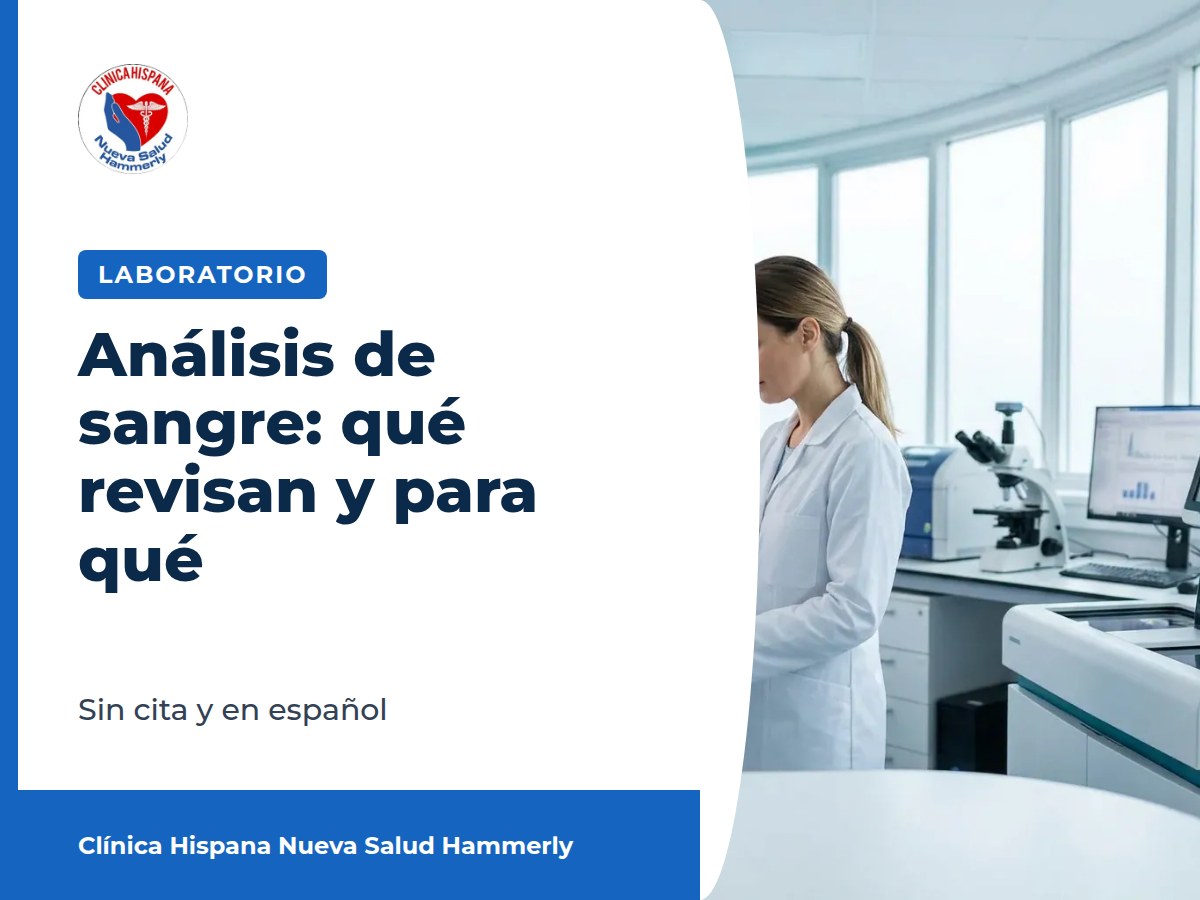 CLINICA HISPANA
Nueva Salud
Hammerly
LABORATORIO
Análisis de
sangre: qué
revisan y para
qué
Sin cita y en español
Clínica Hispana Nueva Salud Hammerly